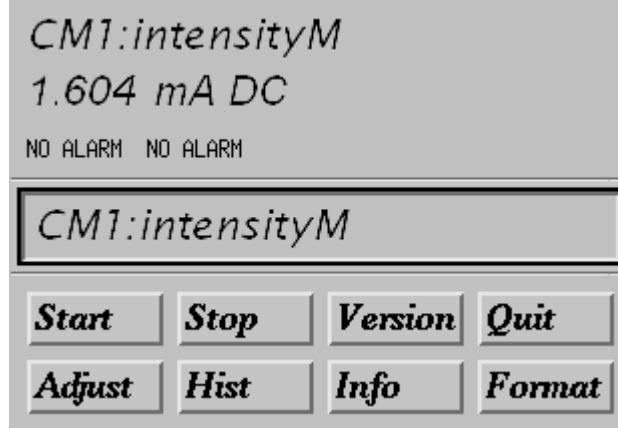 CM1:intensityM
1.604 mA DC
NO ALARM NO ALARM
CM1:intensityM
Start Stop Version Quit
Adjust Hist Info Format